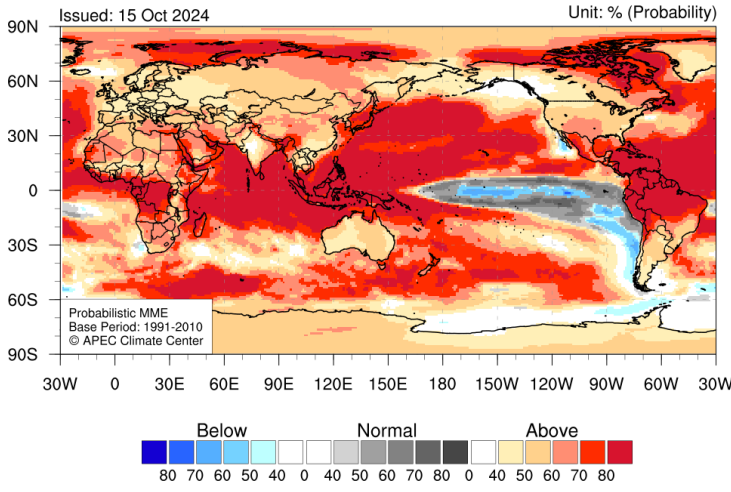 Issued: 15 Oct 2024
Unit: % (Probability)
90N
60N
30N
0
30S
60S
90S
Probabilistic MME
Base Period: 1991-2010
© APEC Climate Center
30W 0 30E 60E 90E 120E 150E 180 150W 120W 90W 60W 30W
Below Normal Above
80 70 60 50 40 0 40 50 60 70 80 0 40 50 60 70 80